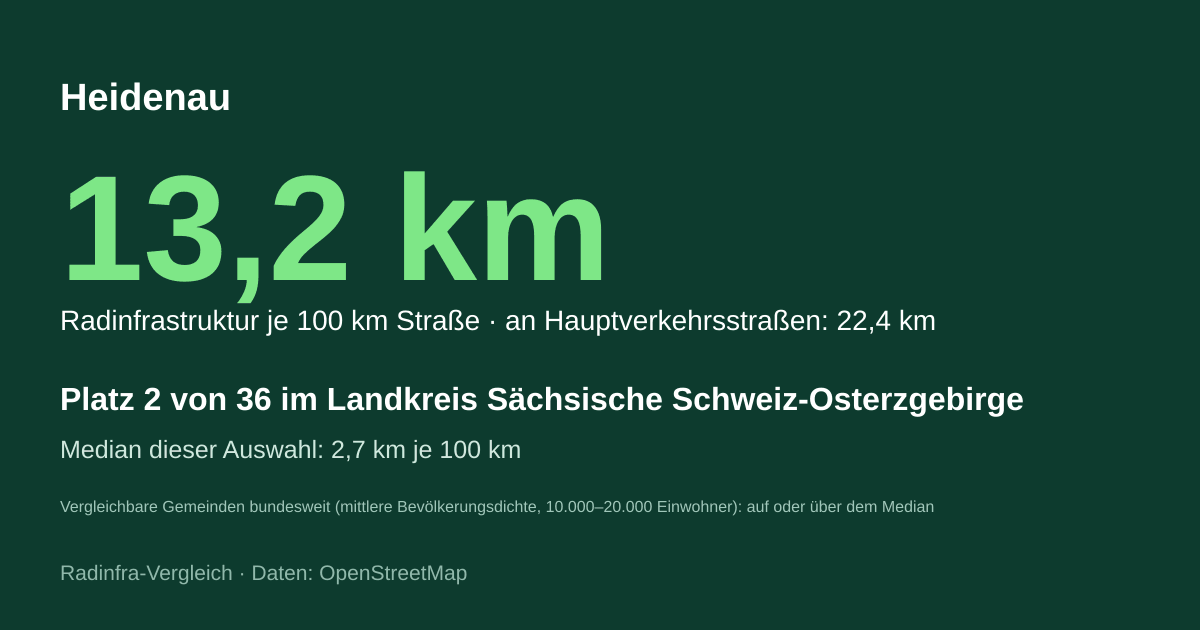 Heidenau
13,2 km
Radinfrastruktur je 100 km Straße · an Hauptverkehrsstraßen: 22,4 km
Platz 2 von 36 im Landkreis Sächsische Schweiz-Osterzgebirge
Median dieser Auswahl: 2,7 km je 100 km
Vergleichbare Gemeinden bundesweit (mittlere Bevölkerungsdichte, 10.000–20.000 Einwohner): auf oder über dem Median
Radinfra-Vergleich · Daten: OpenStreetMap